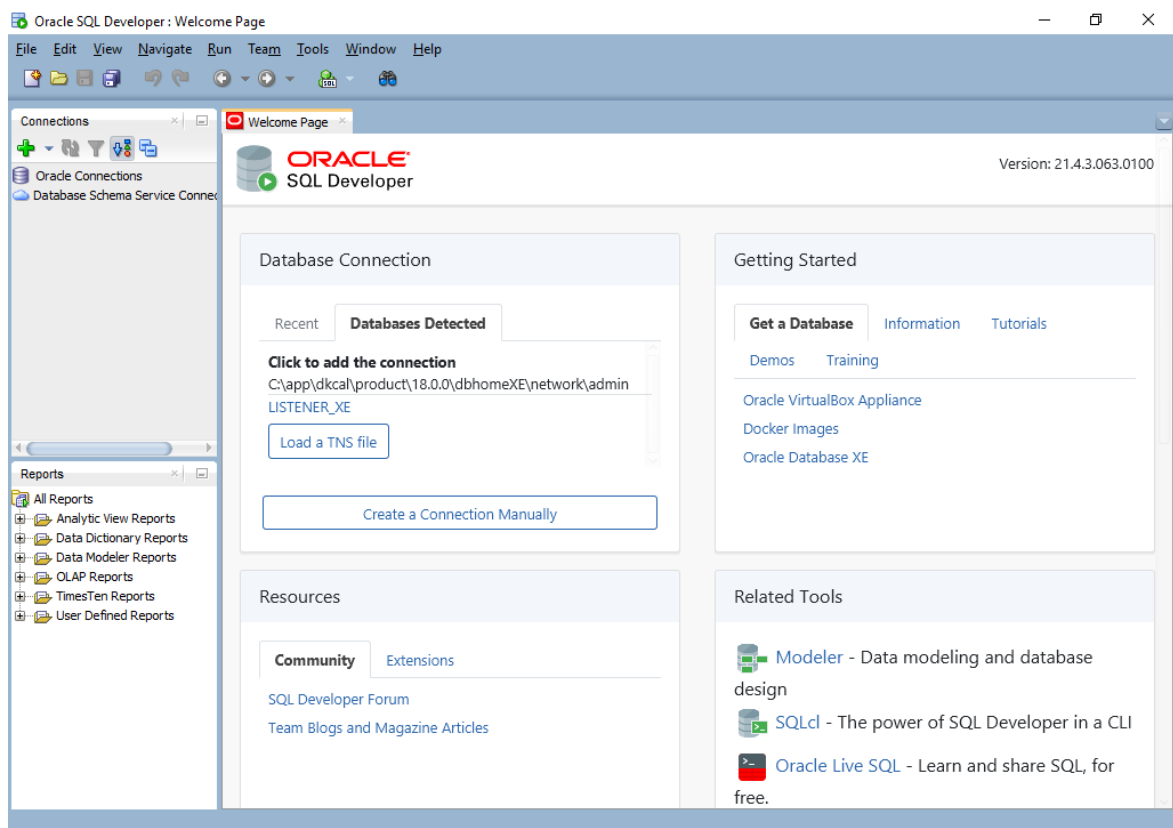 Oracle SQL Developer : Welcome Page
File Edit View Navigate Run Team Tools Window Help
SQL
Connections
Oracle Connections
Database Schema Service Connec
Reports
All Reports
Analytic View Reports
Data Dictionary Reports
Data Modeler Reports
OLAP Reports
TimesTen Reports
User Defined Reports
Welcome Page
ORACLE
SQL Developer
Version: 21.4.3.063.0100
Database Connection
Recent Databases Detected
Click to add the connection
C:\app\dkcal\product\18.0.0\dbhomeXE\network\admin
LISTENER_XE
Load a TNS file
Create a Connection Manually
Getting Started
Get a Database Information Tutorials
Demos Training
Oracle VirtualBox Appliance
Docker Images
Oracle Database XE
Resources
Community Extensions
SQL Developer Forum
Team Blogs and Magazine Articles
Related Tools
Modeler - Data modeling and database
design
SQLcl - The power of SQL Developer in a CLI
Oracle Live SQL - Learn and share SQL, for
free.